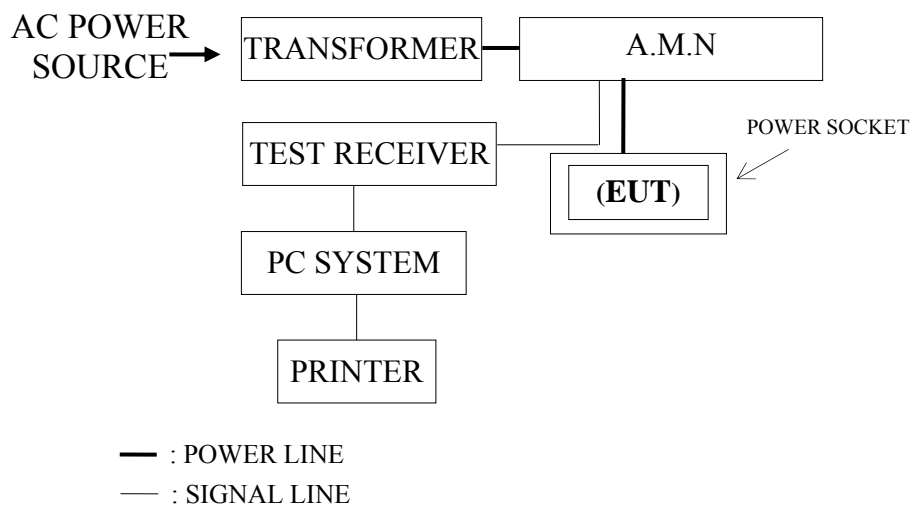 AC POWER
SOURCE
TRANSFORMER
A.M.N
TEST RECEIVER
POWER SOCKET
(EUT)
PC SYSTEM
PRINTER
: POWER LINE
: SIGNAL LINE